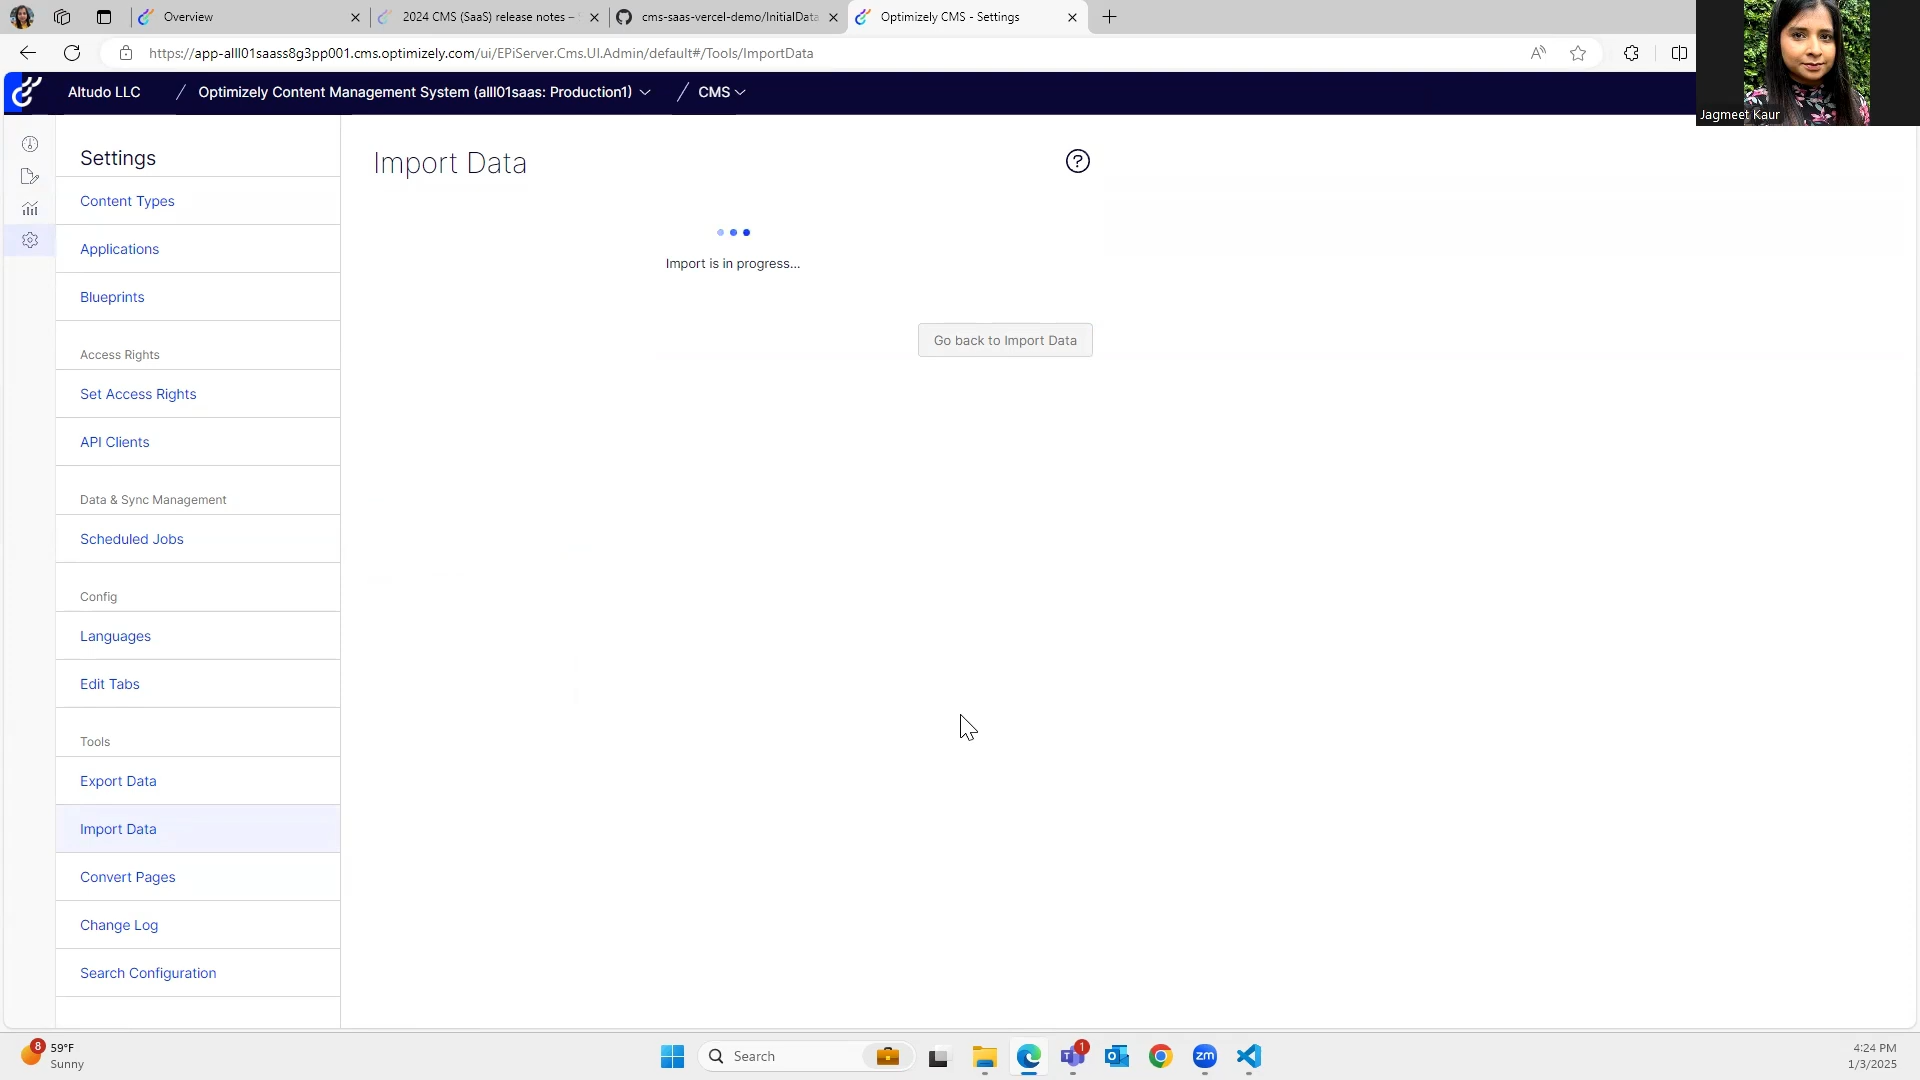 Overview
2024 CMS (SaaS) release notes –
cms-saas-vercel-demo/InitialData
Optimizely CMS - Settings
https://app-alll01saass8g3pp001.cms.optimizely.com/ui/EPiServer.Cms.UI.Admin/default#/Tools/ImportData
Altudo LLC
Optimizely Content Management System (alll01saas: Production1)
CMS
Jagmeet Kaur
Settings
Import Data
Content Types
Import is in progress...
Applications
Blueprints
Go back to Import Data
Access Rights
Set Access Rights
API Clients
Data & Sync Management
Scheduled Jobs
Config
Languages
Edit Tabs
Tools
Export Data
Import Data
Convert Pages
Change Log
Search Configuration
8
59°F
Sunny
Search
1
zm
4:24 PM
1/3/2025